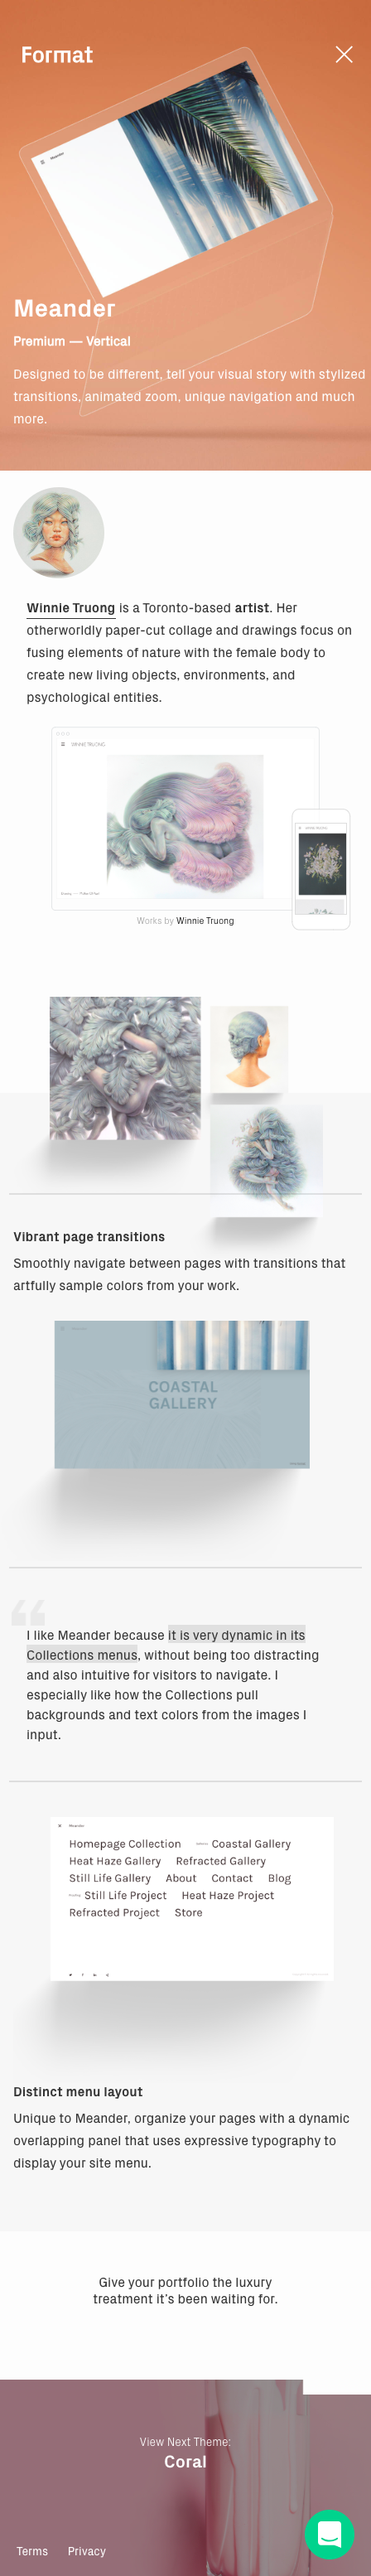 Format
Meander
Meander
Premium — Vertical
Designed to be different, tell your visual story with stylized
transitions, animated zoom, unique navigation and much
more.
Winnie Truong is a Toronto-based artist. Her
otherworldly paper-cut collage and drawings focus on
fusing elements of nature with the female body to
create new living objects, environments, and
psychological entities.
WINNIE TRUONG
WINNIE TRUONG
Works by Winnie Truong
Vibrant page transitions
Smoothly navigate between pages with transitions that
artfully sample colors from your work.
COASTAL
GALLERY
“
I like Meander because it is very dynamic in its
Collections menus, without being too distracting
and also intuitive for visitors to navigate. I
especially like how the Collections pull
backgrounds and text colors from the images I
input.
Meander
Homepage Collection Coastal Gallery
Heat Haze Gallery Refracted Gallery
Still Life Gallery About Contact Blog
Still Life Project Heat Haze Project
Refracted Project Store
Distinct menu layout
Unique to Meander, organize your pages with a dynamic
overlapping panel that uses expressive typography to
display your site menu.
Give your portfolio the luxury
treatment it's been waiting for.
View Next Theme:
Coral
Terms Privacy